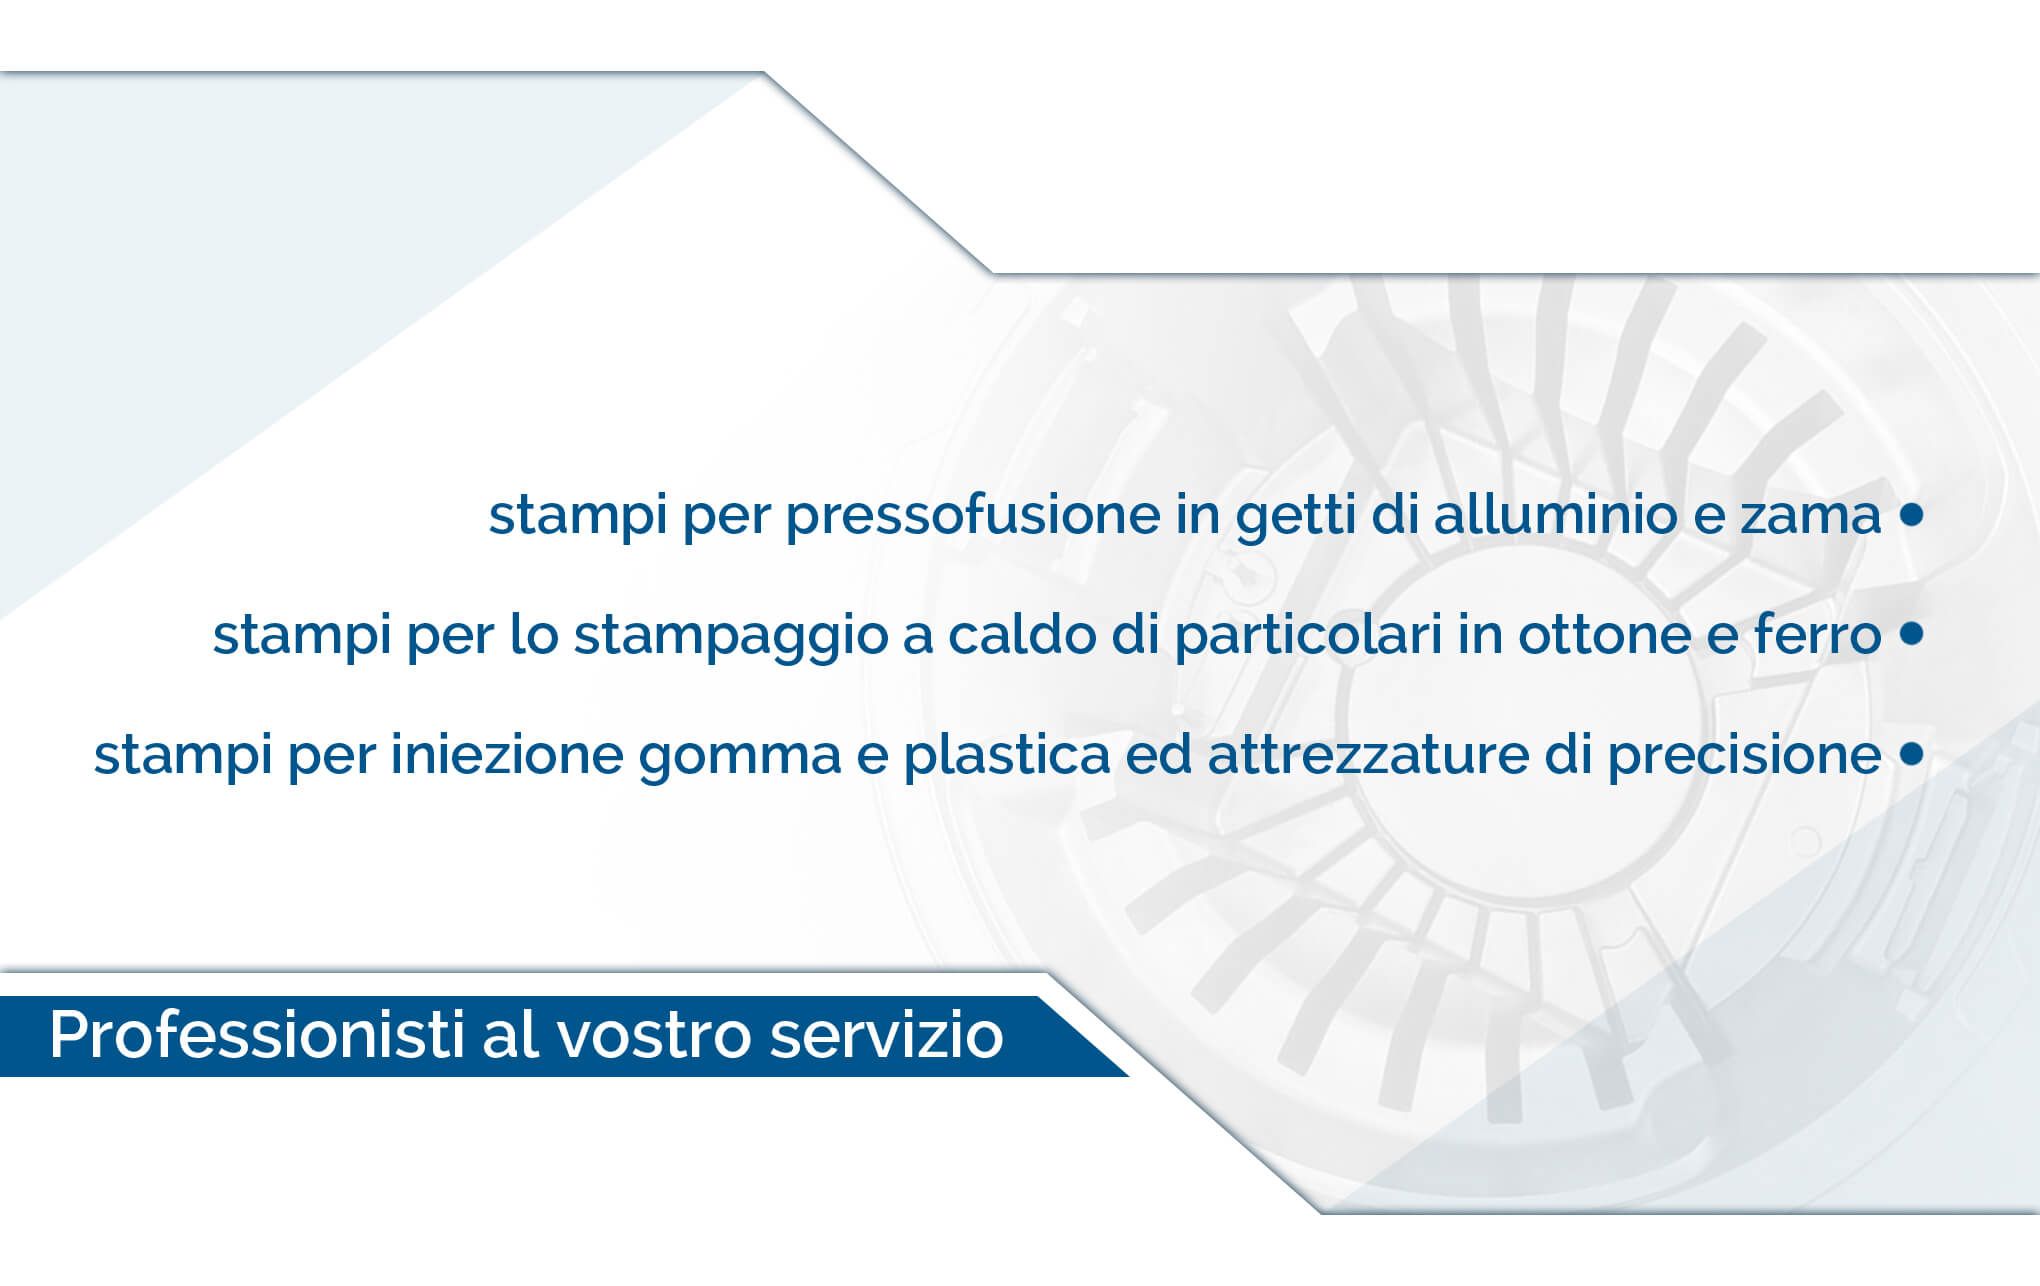 stampi per pressofusione in getti di alluminio e zama •
stampi per lo stampaggio a caldo di particolari in ottone e ferro •
stampi per iniezione gomma e plastica ed attrezzature di precisione •
Professionisti al vostro servizio